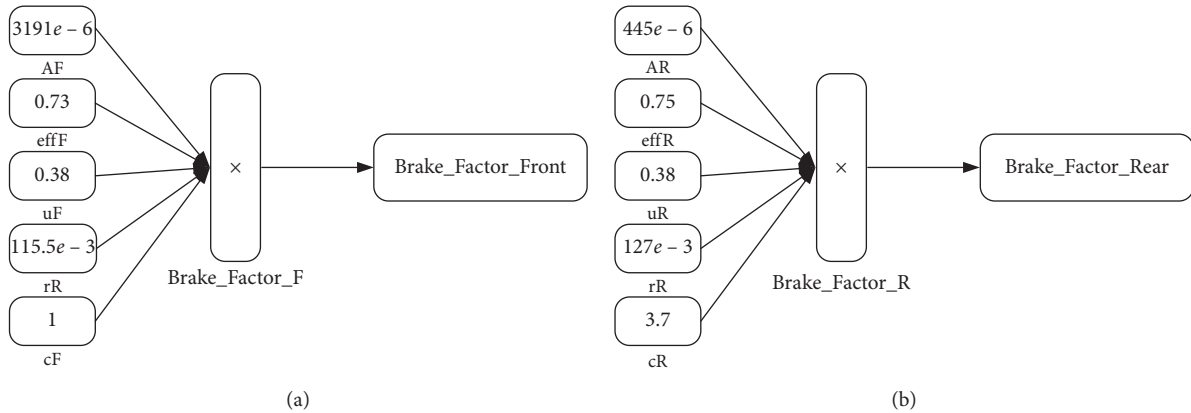 3191e – 6
AF
0.73
effF
0.38
uF
115.5e – 3
rR
1
cF
×
Brake_Factor_F
Brake_Factor_Front
(a)
445e – 6
AR
0.75
effR
0.38
uR
127e – 3
rR
3.7
cR
×
Brake_Factor_R
Brake_Factor_Rear
(b)